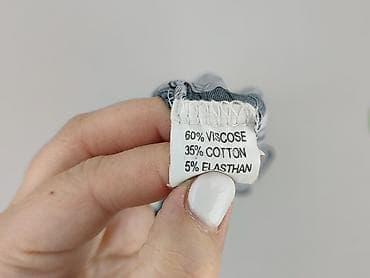 60% VISCOSE
35% COTTON
5% ELASTHAN